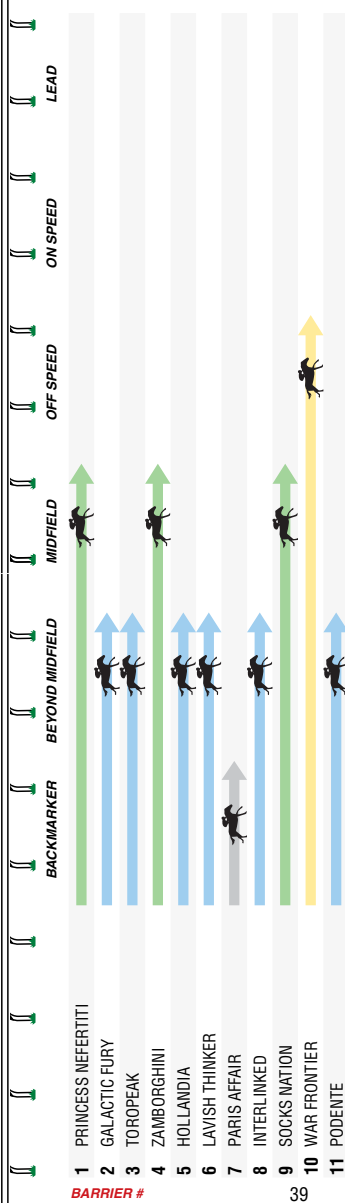 BACKMARKER BEYOND MIDFIELD MIDFIELD OFF SPEED ON SPEED LEAD
1 PRINCESS NEFERTITI
2 GALACTIC FURY
3 TOROPEAK
4 ZAMBORGHINI
5 HOLLANDIA
6 LAVISH THINKER
7 PARIS AFFAIR
8 INTERLINKED
9 SOCKS NATION
10 WAR FRONTIER
11 PODENTE
BARRIER #
39